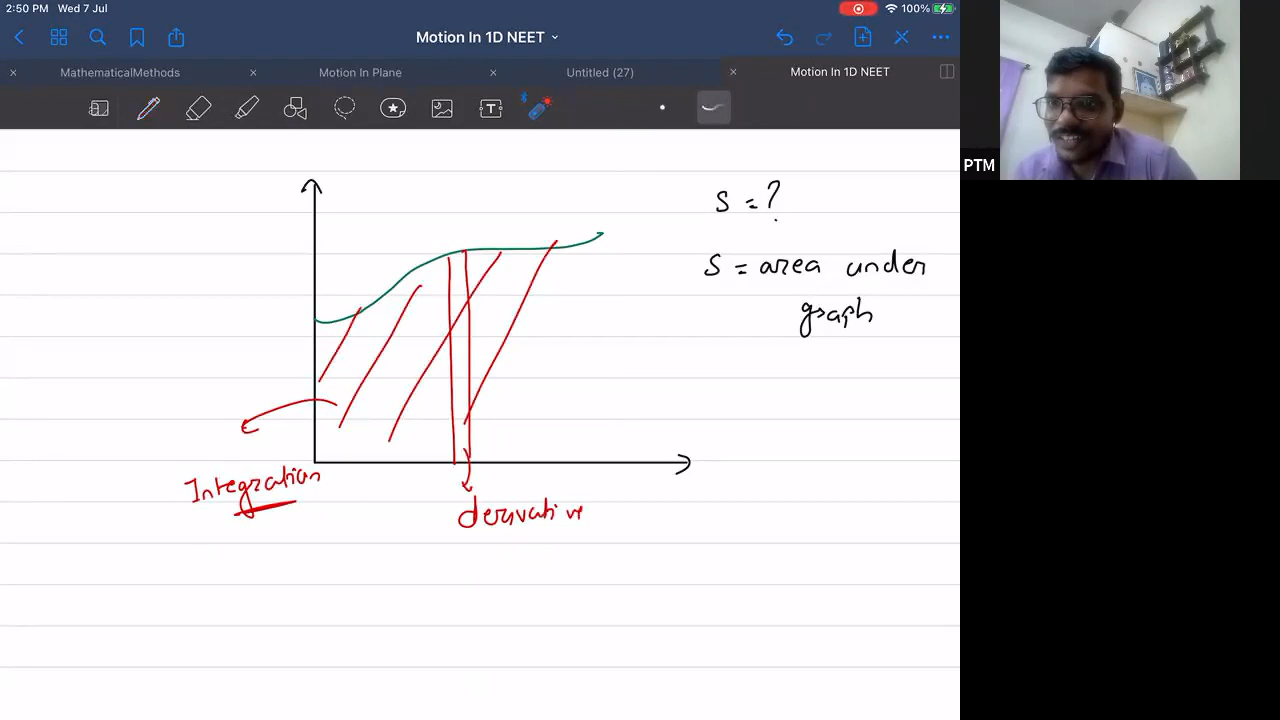 2:50 PM Wed 7 Jul
100%
Motion In 1D NEET
MathematicalMethods
Motion In Plane
Untitled (27)
Motion In 1D NEET
T
PTM
s = ?
s = area under
graph
Integration
derivative